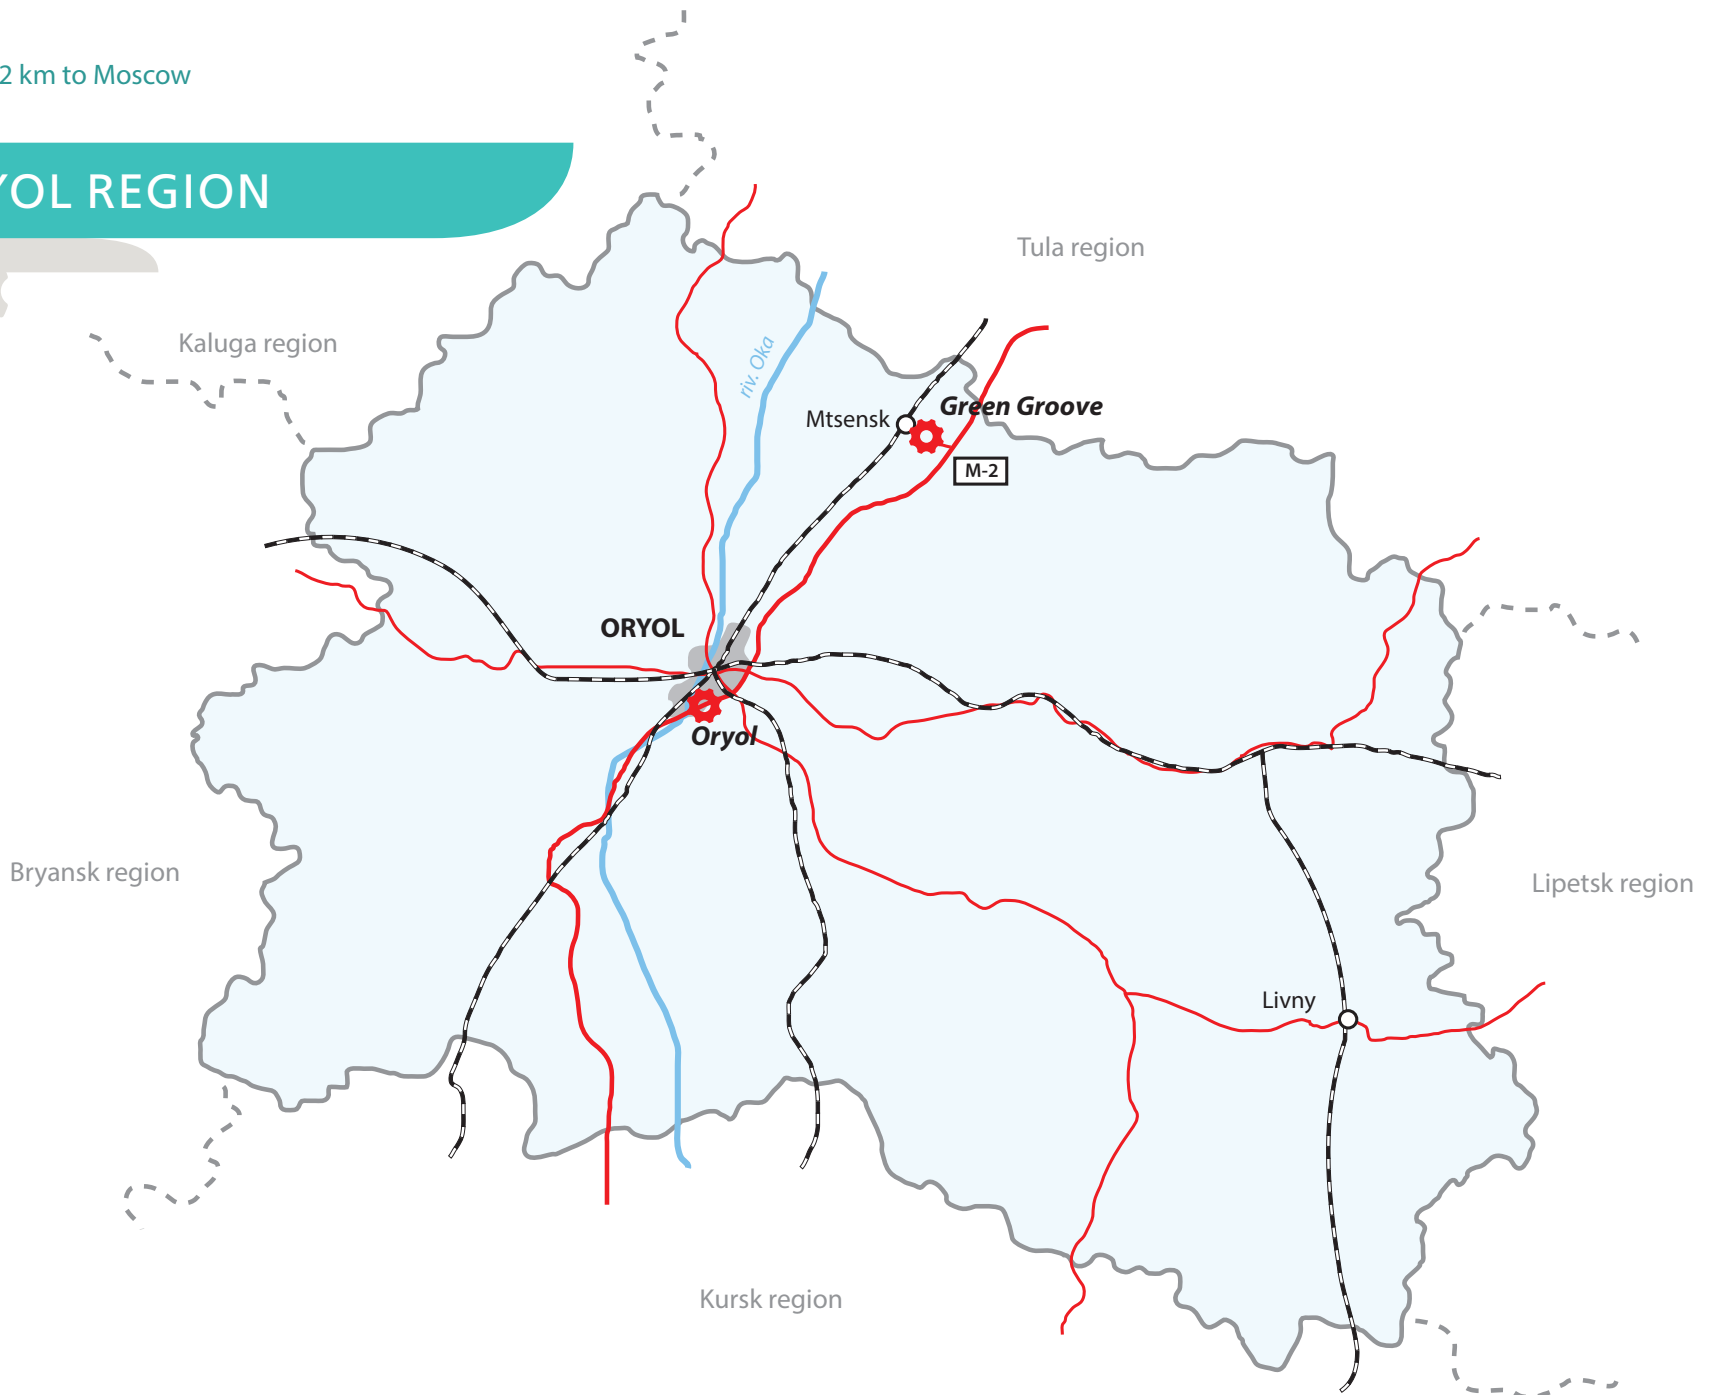 2 km to Moscow
YOL REGION
Tula region
Kaluga region
riv. Oka
Green Groove
Mtsensk
M-2
ORYOL
Oryol
Bryansk region
Lipetsk region
Livny
Kursk region